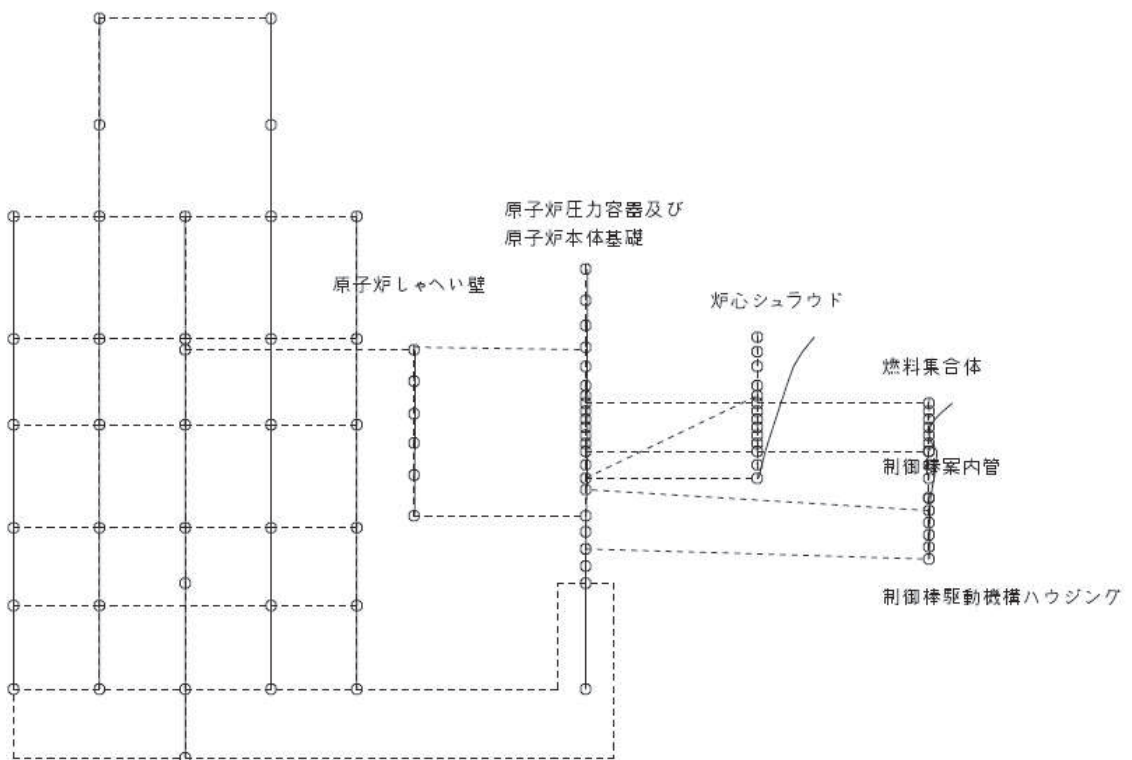 原子炉圧力容器及び
原子炉本体基礎
原子炉しゃへい壁
炉心シュラウド
燃料集合体
制御棒案内管
制御棒駆動機構ハウジング